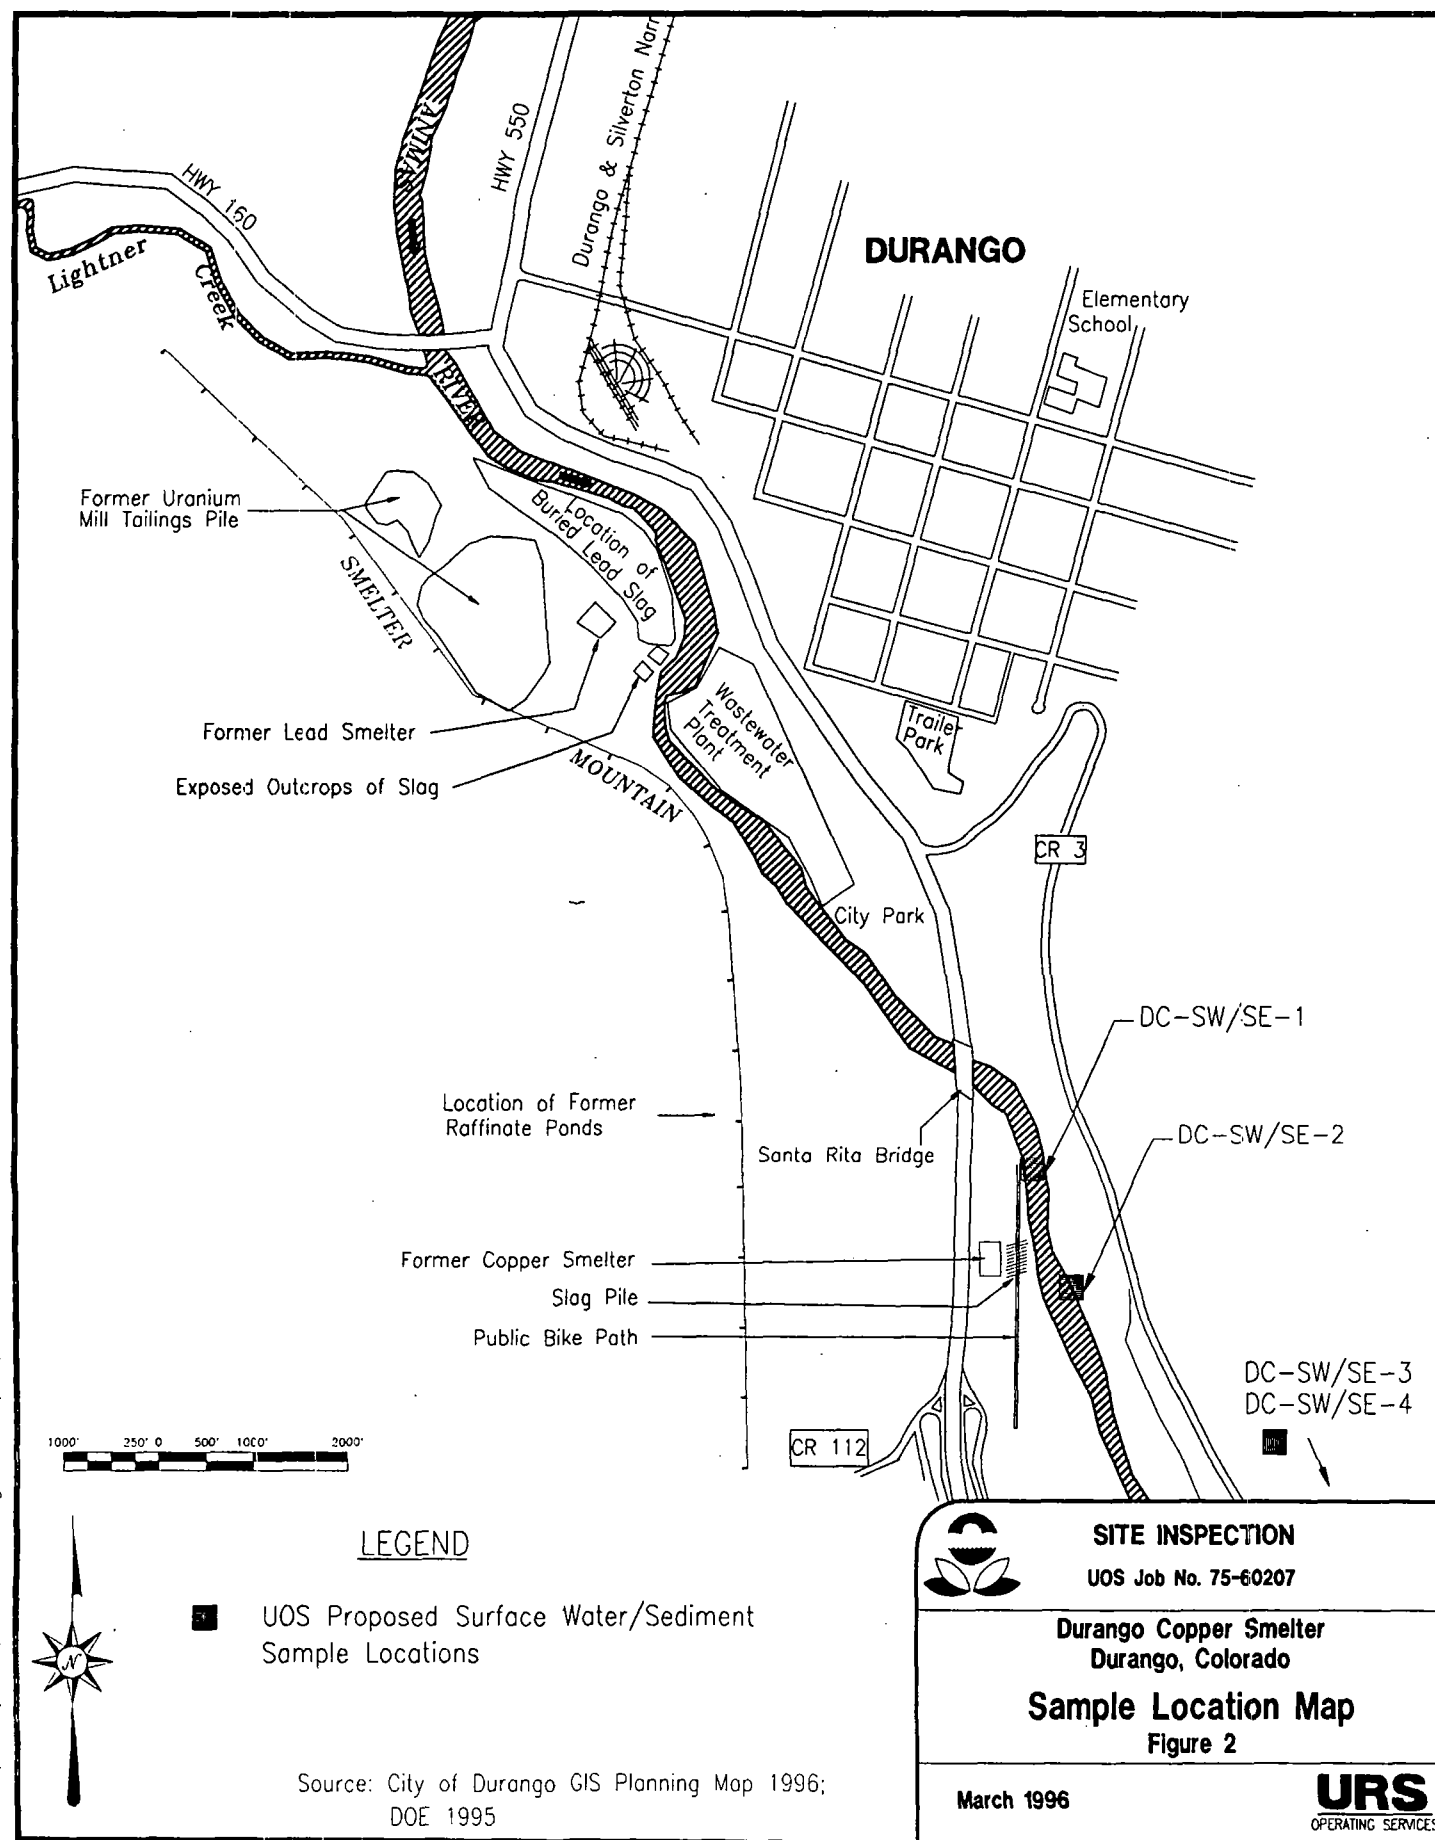 ANIMAS
HWY 550
Durango & Silverton Narr
HWY 160
Lightner
Creek
DURANGO
Elementary
School
RIVER
Former Uranium
Mill Tailings Pile
Location of
Buried Lead Slag
SMELTER
Former Lead Smelter
Exposed Outcrops of Slag
MOUNTAIN
Wastewater
Treatment
Plant
Trailer
Park
CR 3
City Park
DC-SW/SE-1
Location of Former
Raffinate Ponds
Santa Rita Bridge
DC-SW/SE-2
Former Copper Smelter
Slag Pile
Public Bike Path
DC-SW/SE-3
DC-SW/SE-4
CR 112
1000' 250' 0 500' 1000' 2000'
LEGEND
UOS Proposed Surface Water/Sediment
Sample Locations
N
Source: City of Durango GIS Planning Map 1996;
DOE 1995
SITE INSPECTION
UOS Job No. 75-60207
Durango Copper Smelter
Durango, Colorado
Sample Location Map
Figure 2
March 1996
URS
OPERATING SERVICES